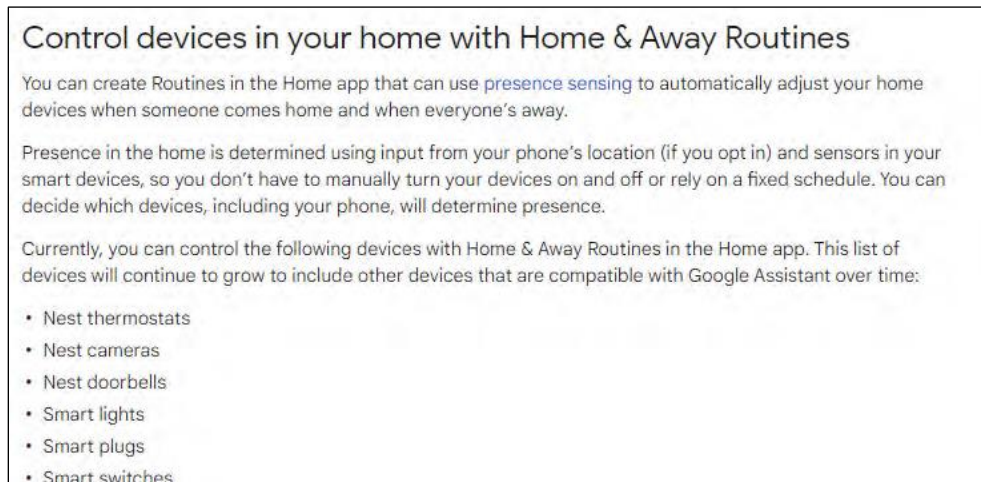 Control devices in your home with Home & Away Routines
You can create Routines in the Home app that can use presence sensing to automatically adjust your home
devices when someone comes home and when everyone's away.
Presence in the home is determined using input from your phone's location (if you opt in) and sensors in your
smart devices, so you don't have to manually turn your devices on and off or rely on a fixed schedule. You can
decide which devices, including your phone, will determine presence.
Currently, you can control the following devices with Home & Away Routines in the Home app. This list of
devices will continue to grow to include other devices that are compatible with Google Assistant over time:
• Nest thermostats
• Nest cameras
• Nest doorbells
• Smart lights
• Smart plugs
• Smart switches